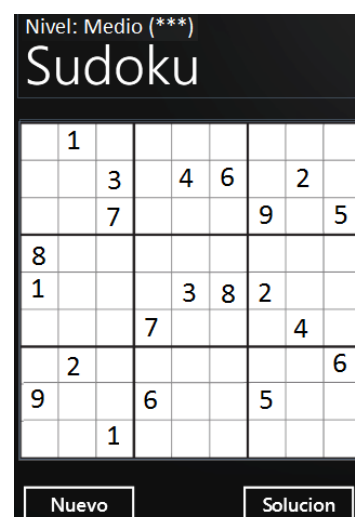 Nivel: Medio (***)
Sudoku
1
3 4 6 2
7 9 5
8
1 3 8 2
7 4
2 6
9 6 5
1
Nuevo Solucion